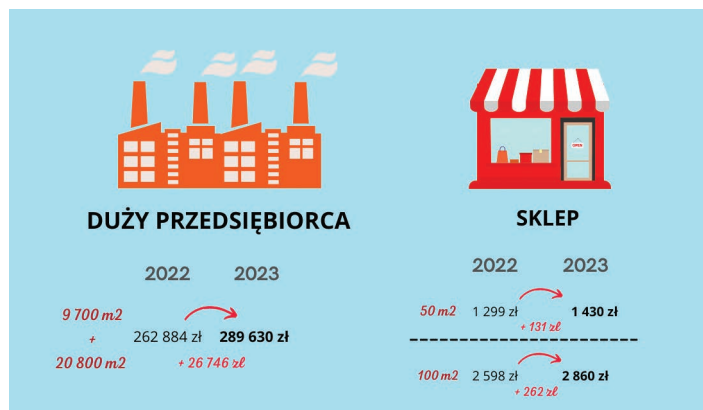 OPEN
DUŻY PRZEDSIĘBIORCA
2022 2023
9 700 m2
+
20 800 m2
262 884 zł 289 630 zł
+ 26 746 zł
SKLEP
2022 2023
50 m2 1 299 zł 1 430 zł
+ 131 zł
100 m2 2 598 zł 2 860 zł
+ 262 zł